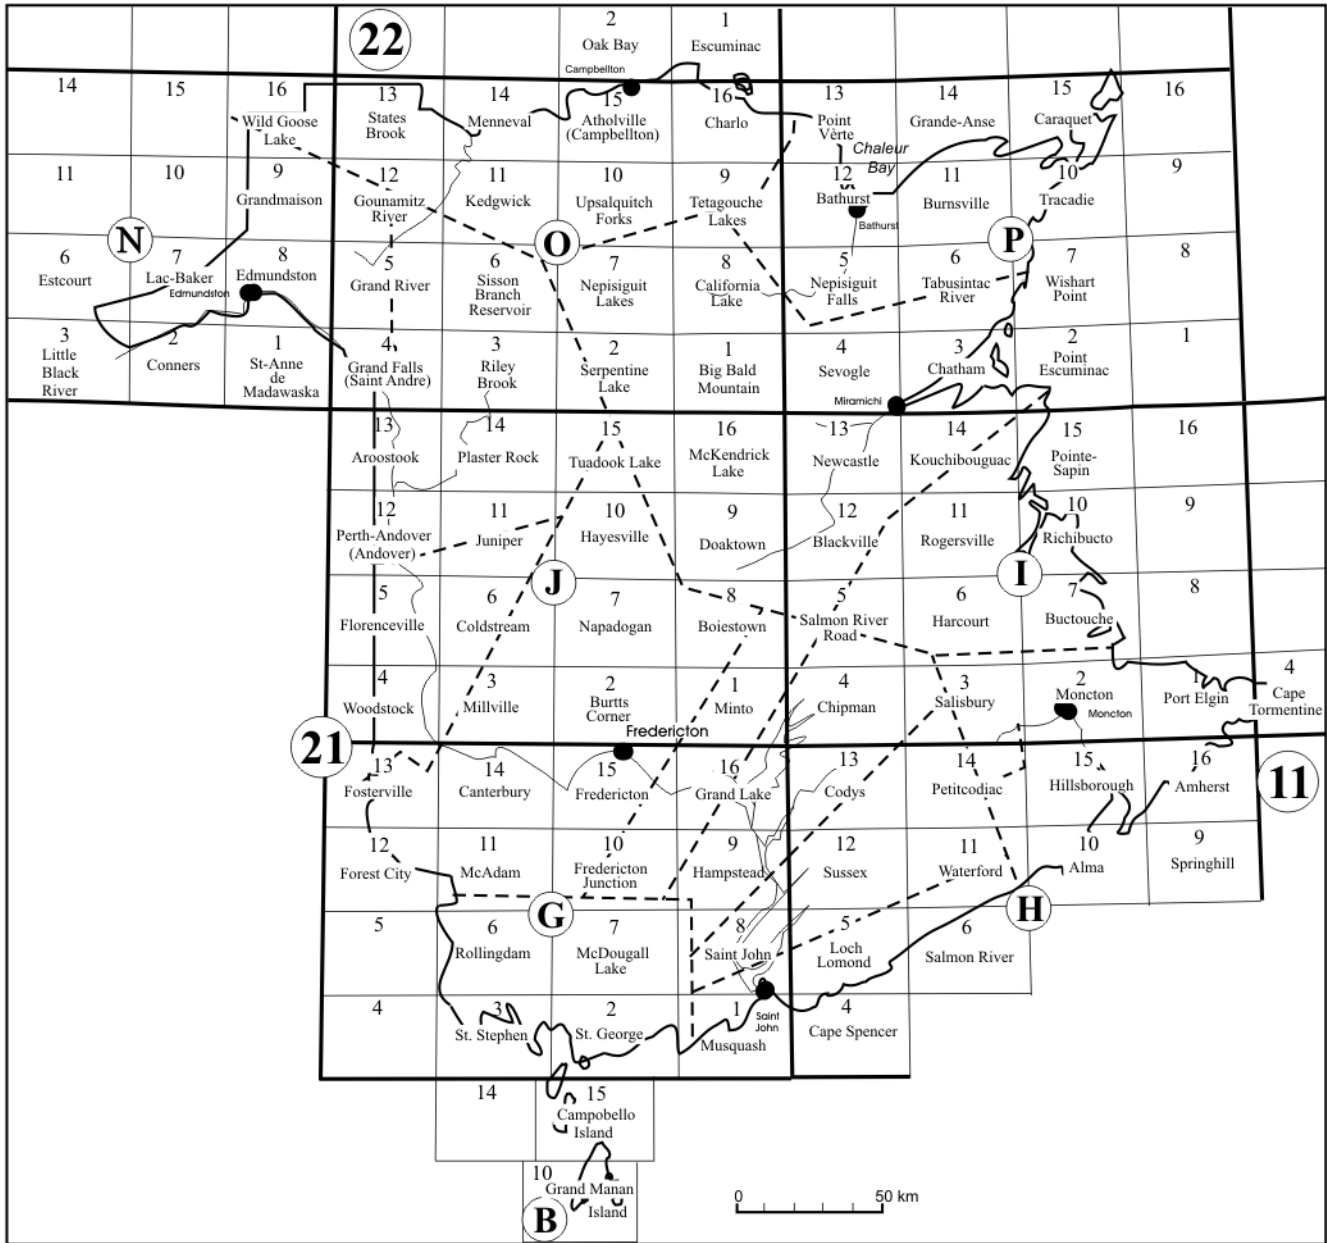 22
2
Oak Bay
1
Escuminac
Campbellton
14
15
16
Wild Goose
Lake
13
States
Brook
14
Menneval
15
Atholville
(Campbellton)
16
Charlo
13
Point
Vèrte
14
Grande-Anse
15
Caraquet
16
Chaleur
Bay
11
10
9
Grandmaison
12
Gounamitz
River
11
Kedgwick
10
Upsalquitch
Forks
9
Tetagouche
Lakes
12
Bathurst
Bathurst
11
Burnsville
10
Tracadie
9
N
O
P
6
Estcourt
7
Lac-Baker
8
Edmundston
Edmundston
5
Grand River
6
Sisson
Branch
Reservoir
7
Nepisiguit
Lakes
8
California
Lake
5
Nepisiguit
Falls
6
Tabusintac
River
7
Wishart
Point
8
3
Little
Black
River
2
Conners
1
St-Anne
de
Madawaska
4
Grand Falls
(Saint Andre)
3
Riley
Brook
2
Serpentine
Lake
1
Big Bald
Mountain
4
Sevogle
3
Chatham
2
Point
Escuminac
1
Miramichi
13
Aroostook
14
Plaster Rock
15
Tuadook Lake
16
McKendrick
Lake
13
Newcastle
14
Kouchibouguac
15
Pointe-
Sapin
16
12
Perth-Andover
(Andover)
11
Juniper
10
Hayesville
9
Doaktown
12
Blackville
11
Rogersville
10
Richibucto
9
J
I
5
Florenceville
6
Coldstream
7
Napadogan
8
Boiestown
5
Salmon River
Road
6
Harcourt
7
Buctouche
8
4
Woodstock
3
Millville
2
Burtts
Corner
1
Minto
4
Chipman
3
Salisbury
2
Moncton
Moncton
1
Port Elgin
4
Cape
Tormentine
21
Fredericton
11
13
Fosterville
14
Canterbury
15
Fredericton
16
Grand Lake
13
Codys
14
Petitcodiac
15
Hillsborough
16
Amherst
12
Forest City
11
McAdam
10
Fredericton
Junction
9
Hampstead
12
Sussex
11
Waterford
10
Alma
9
Springhill
G
H
5
6
Rollingdam
7
McDougall
Lake
8
Saint John
5
Loch
Lomond
6
Salmon River
4
3
St. Stephen
2
St. George
1
Musquash
Saint
John
4
Cape Spencer
14
15
Campobello
Island
10
Grand Manan
Island
B
0
50 km